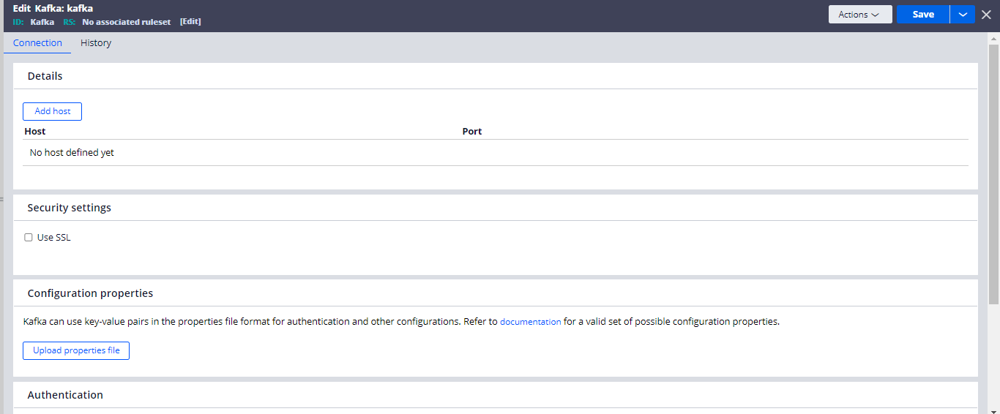 Edit Kafka: kafka
ID: Kafka RS: No associated ruleset [Edit]
Actions
Save
Connection History
Details
Add host
Host Port
No host defined yet
Security settings
Use SSL
Configuration properties
Kafka can use key-value pairs in the properties file format for authentication and other configurations. Refer to documentation for a valid set of possible configuration properties.
Upload properties file
Authentication